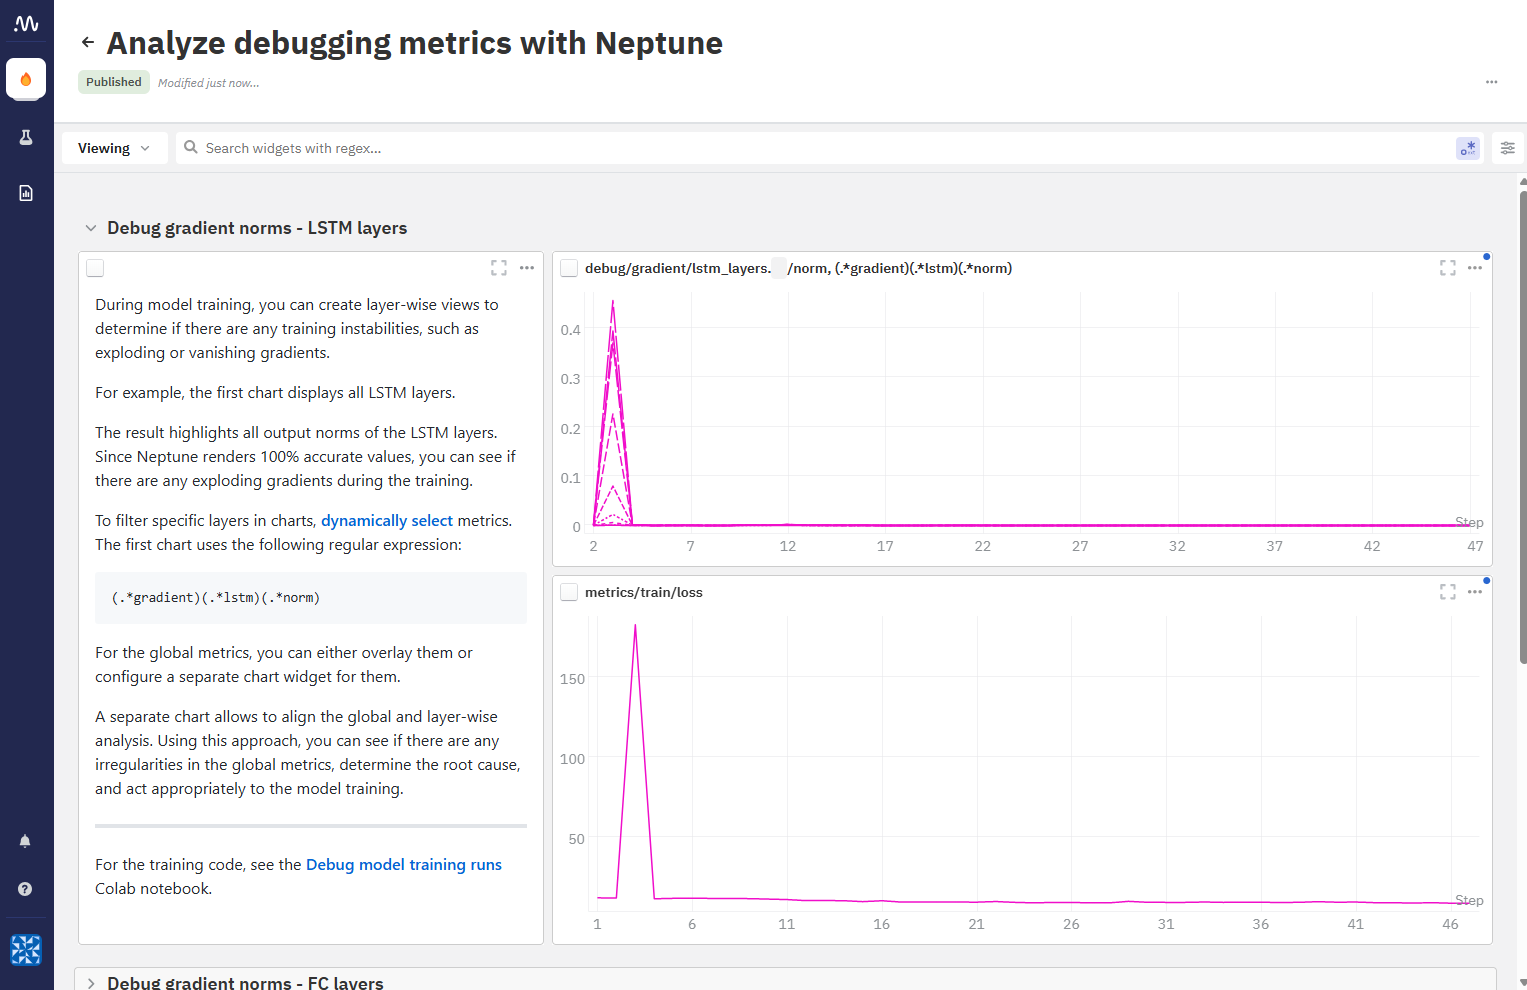 Analyze debugging metrics with Neptune
Published
Modified just now...
Viewing
Search widgets with regex...
Debug gradient norms - LSTM layers
During model training, you can create layer-wise views to
determine if there are any training instabilities, such as
exploding or vanishing gradients.
For example, the first chart displays all LSTM layers.
The result highlights all output norms of the LSTM layers.
Since Neptune renders 100% accurate values, you can see if
there are any exploding gradients during the training.
To filter specific layers in charts, dynamically select metrics.
The first chart uses the following regular expression:
(.*gradient)(.*lstm)(.*norm)
For the global metrics, you can either overlay them or
configure a separate chart widget for them.
A separate chart allows to align the global and layer-wise
analysis. Using this approach, you can see if there are any
irregularities in the global metrics, determine the root cause,
and act appropriately to the model training.
For the training code, see the Debug model training runs
Colab notebook.
debug/gradient/lstm_layers. /norm, (.*gradient)(.*lstm)(.*norm)
0.4
0.3
0.2
0.1
0
Step
2 7 12 17 22 27 32 37 42 47
metrics/train/loss
150
100
50
Step
1 6 11 16 21 26 31 36 41 46
Debug gradient norms - FC layers